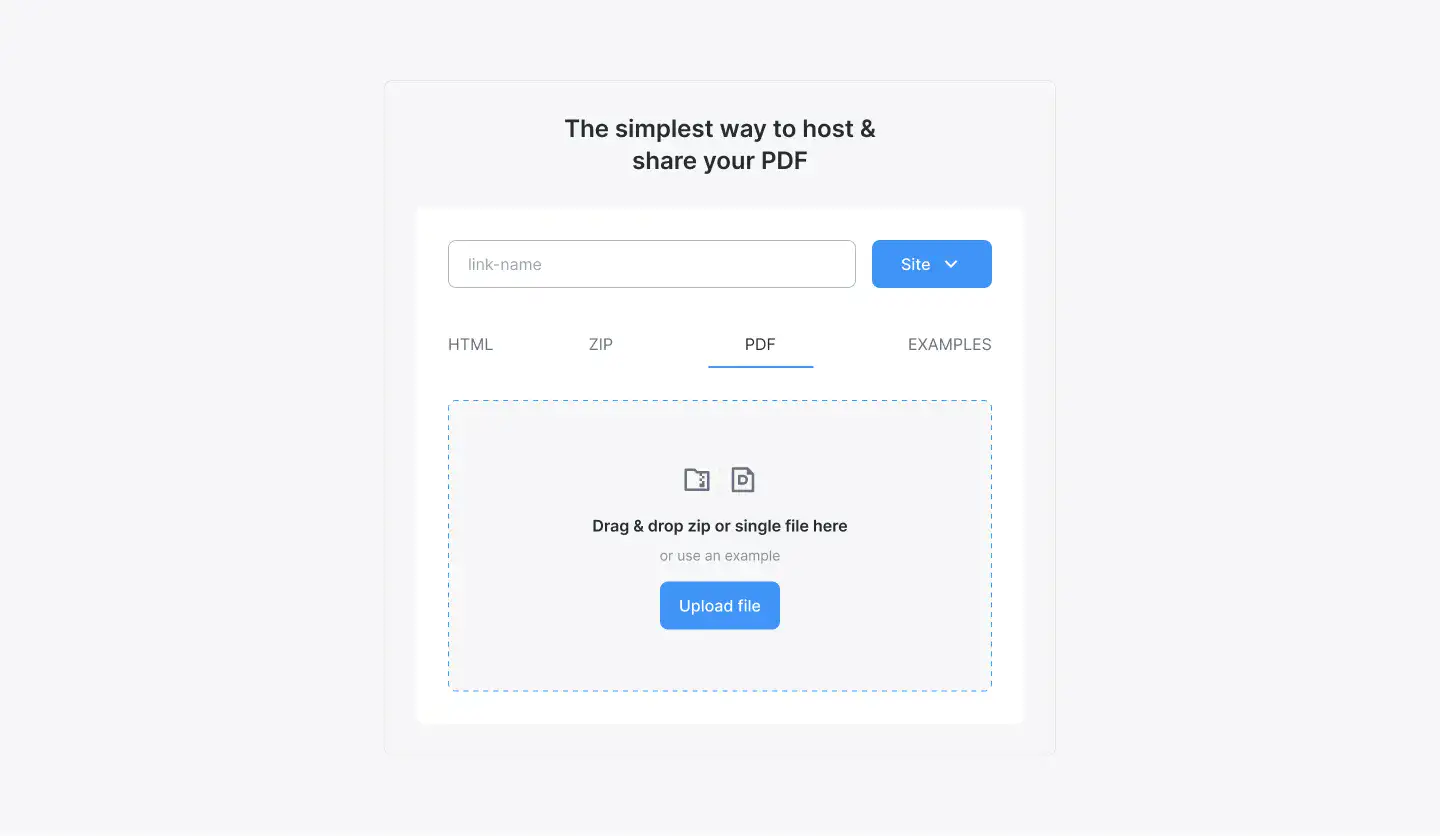 The simplest way to host &
share your PDF
link-name
Site
HTML ZIP PDF EXAMPLES
D
Drag & drop zip or single file here
or use an example
Upload file